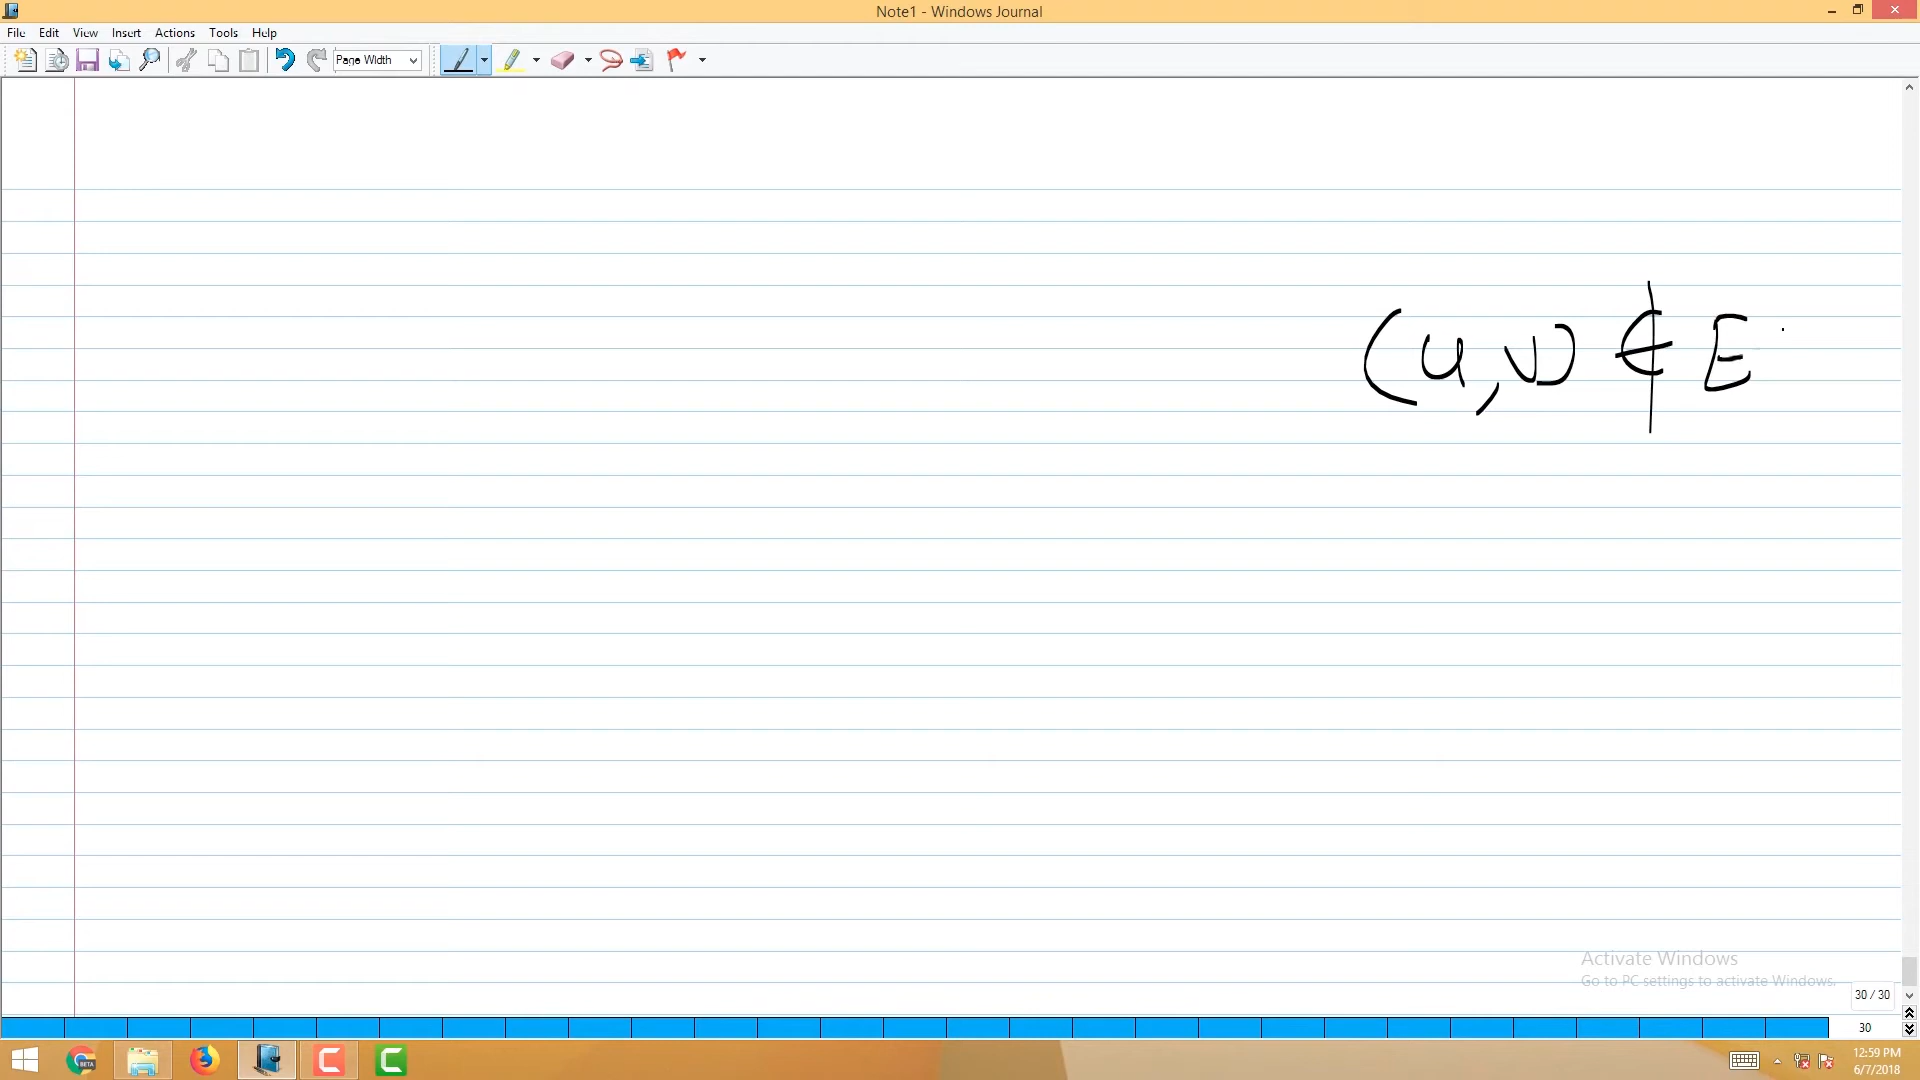 Note1 - Windows Journal
File Edit View Insert Actions Tools Help
Page Width
(u,v) ∉ E
Activate Windows
Go to PC settings to activate Windows.
30 / 30
30
BETA
12:59 PM
6/7/2018